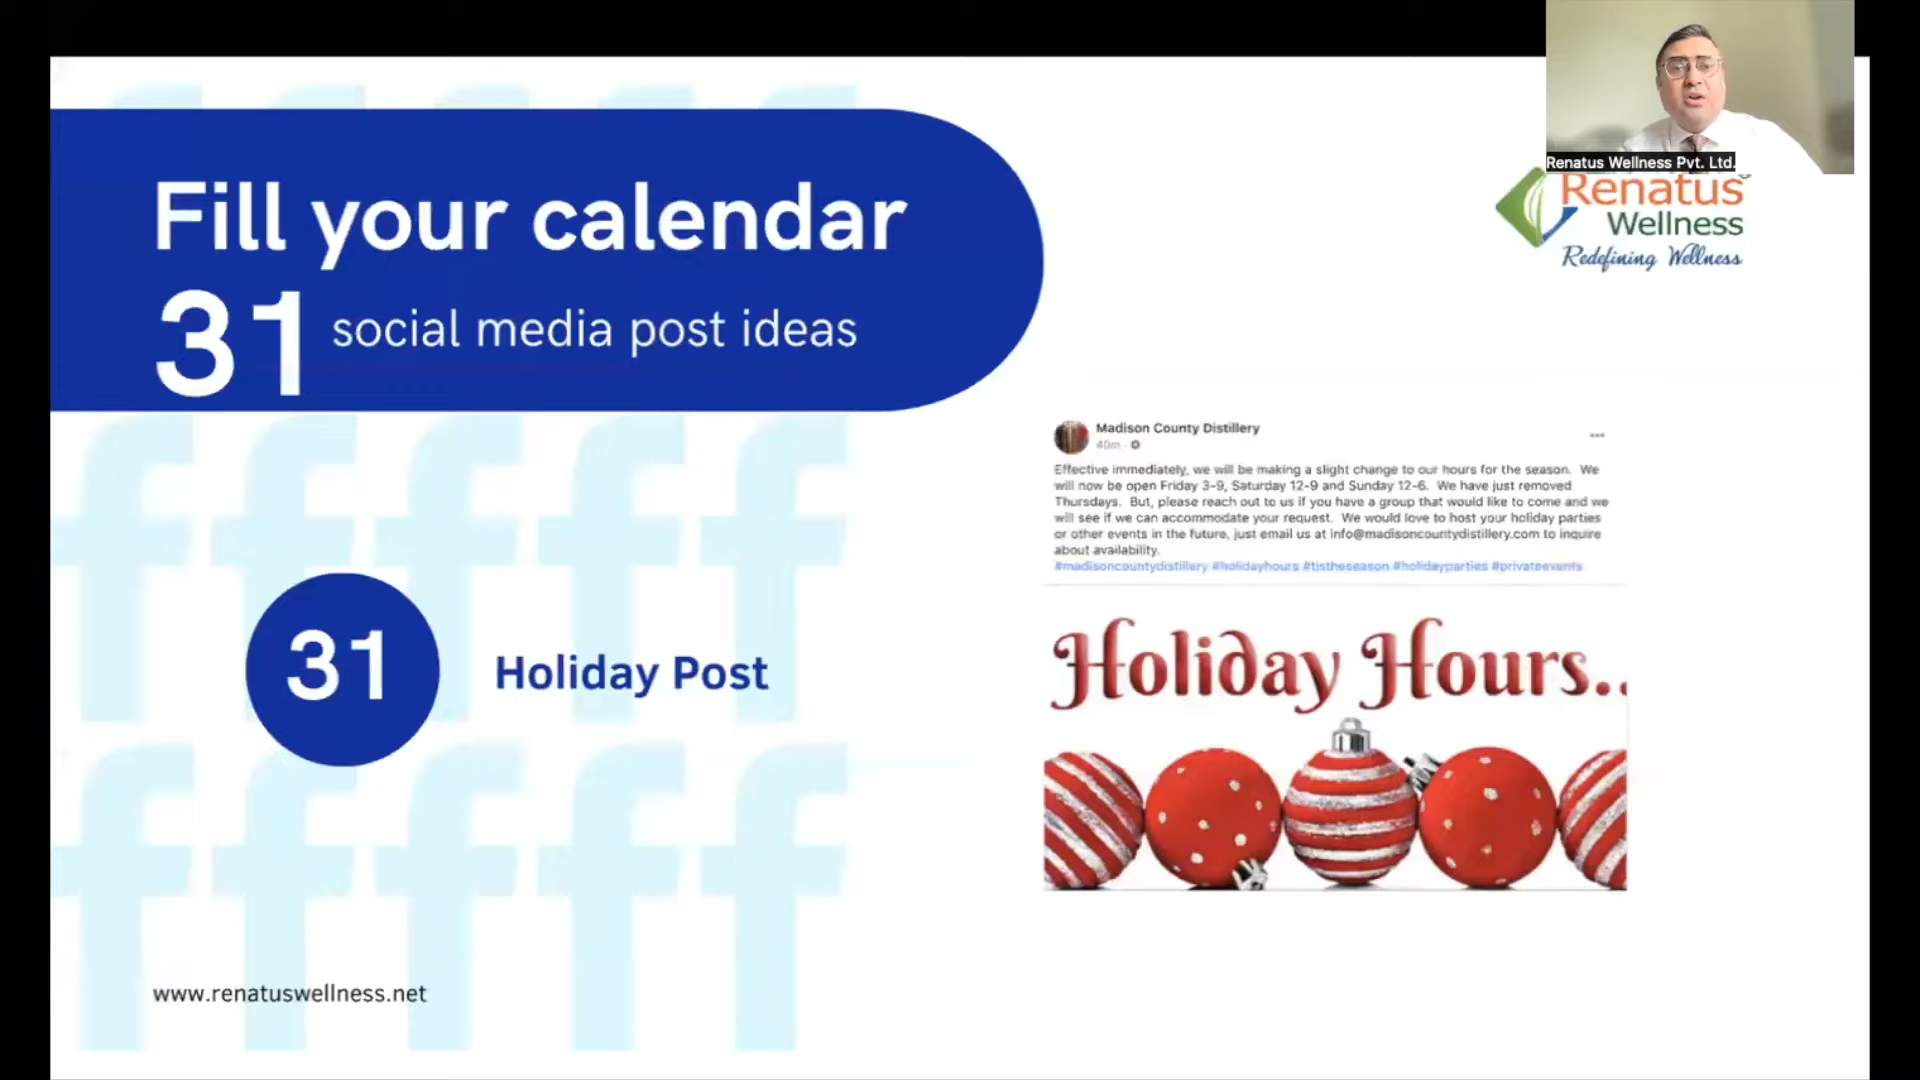 Fill your calendar
31 social media post ideas
Renatus Wellness Pvt. Ltd.
Renatus
Wellness
Redefining Wellness
31
Holiday Post
Madison County Distillery
40m
Effective immediately, we will be making a slight change to our hours for the season. We
will now be open Friday 3-9, Saturday 12-9 and Sunday 12-6. We have just removed
Thursdays. But, please reach out to us if you have a group that would like to come and we
will see if we can accommodate your request. We would love to host your holiday parties
or other events in the future, just email us at info@madisoncountydistillery.com to inquire
about availability.
#madisoncountydistillery #holidayhours #tistheseason #holidayparties #privateevents
Holiday Hours..
www.renatuswellness.net